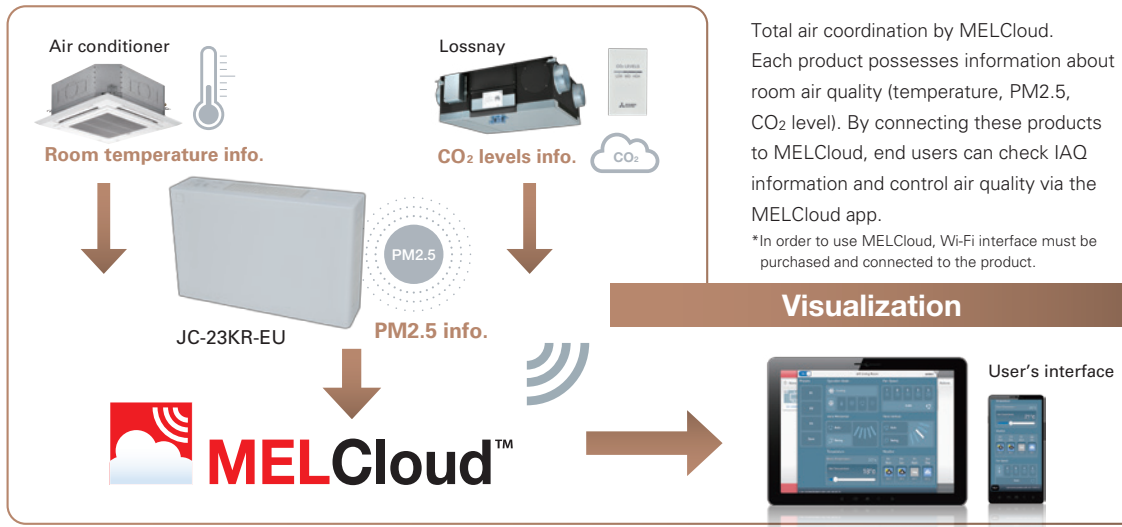 Air conditioner
Room temperature info.
Lossnay
CO₂ levels info.
CO₂
PM2.5
JC-23KR-EU
PM2.5 info.
MELCloud™
Total air coordination by MELCloud.
Each product possesses information about
room air quality (temperature, PM2.5,
CO₂ level). By connecting these products
to MELCloud, end users can check IAQ
information and control air quality via the
MELCloud app.
*In order to use MELCloud, Wi-Fi interface must be
purchased and connected to the product.
Visualization
User's interface